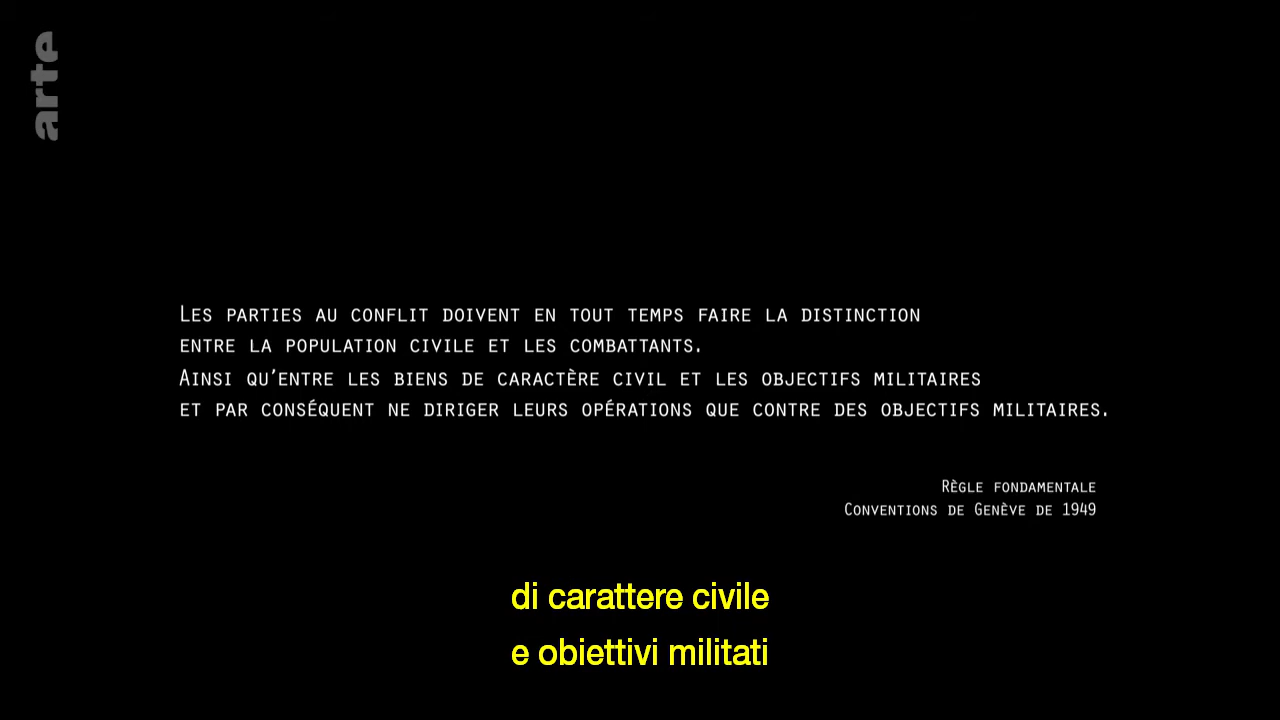 arte
Les parties au conflit doivent en tout temps faire la distinction
entre la population civile et les combattants.
Ainsi qu'entre les biens de caractère civil et les objectifs militaires
et par conséquent ne diriger leurs opérations que contre des objectifs militaires.
Règle fondamentale
Conventions de Genève de 1949
di carattere civile
e obiettivi militati